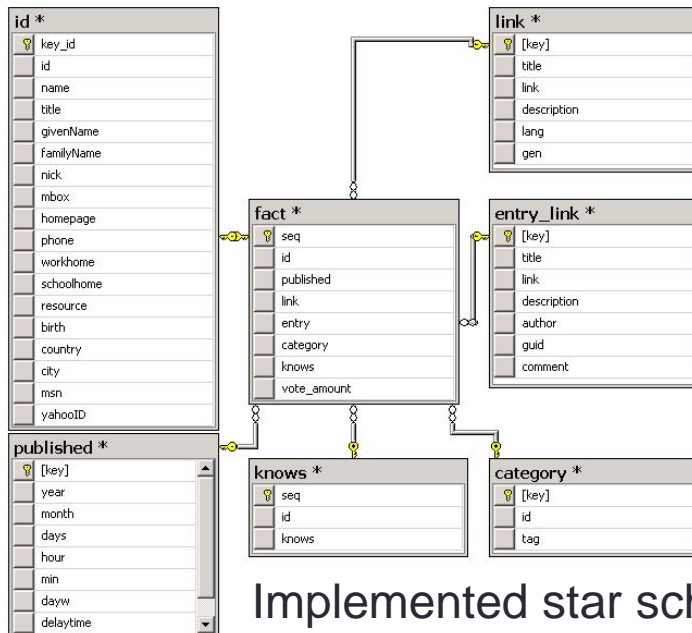 id *
key_id
id
name
title
givenName
familyName
nick
mbox
homepage
phone
workhome
schoolhome
resource
birth
country
city
msn
yahooID
published *
[key]
year
month
days
hour
min
dayw
delaytime
fact *
seq
id
published
link
entry
category
knows
vote_amount
knows *
seq
id
knows
link *
[key]
title
link
description
lang
gen
entry_link *
[key]
title
link
description
author
guid
comment
category *
[key]
id
tag
Implemented star sch